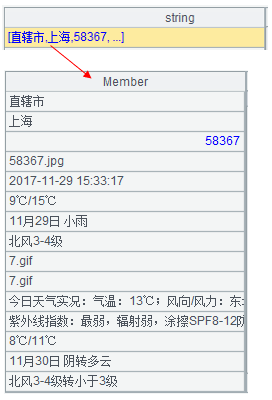 string
[直辖市,上海,58367, ...]
Member
直辖市
上海
58367
58367.jpg
2017-11-29 15:33:17
9℃/15℃
11月29日 小雨
北风3-4级
7.gif
7.gif
今日天气实况：气温：13℃；风向/风力：东
紫外线指数：最弱，辐射弱，涂擦SPF8-12防
8℃/11℃
11月30日 阴转多云
北风3-4级转小于3级